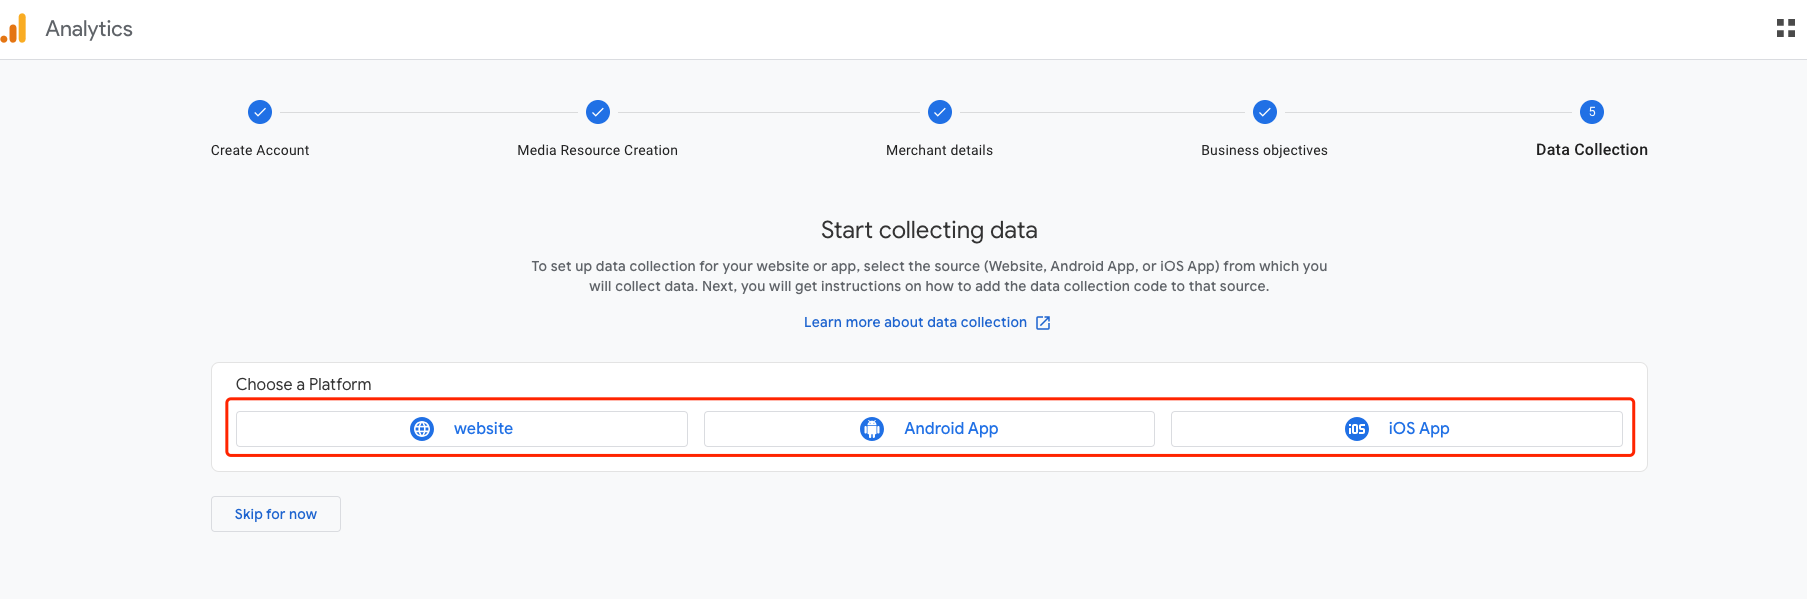 Analytics
5
Create Account
Media Resource Creation
Merchant details
Business objectives
Data Collection
Start collecting data
To set up data collection for your website or app, select the source (Website, Android App, or iOS App) from which you
will collect data. Next, you will get instructions on how to add the data collection code to that source.
Learn more about data collection
Choose a Platform
website
Android App
iOS
iOS App
Skip for now